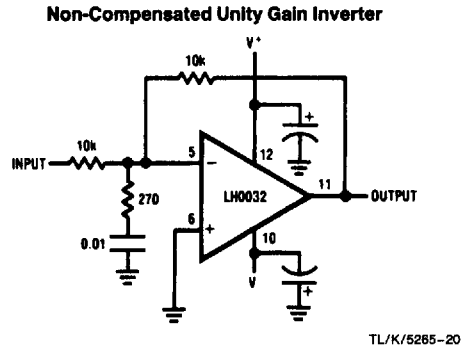 Non-Compensated Unity Gain Inverter
V+
10k
10k
INPUT
5
−
12
+
270
LH0032
11
OUTPUT
6
+
10
0.01
V
+
TL/K/5265–20